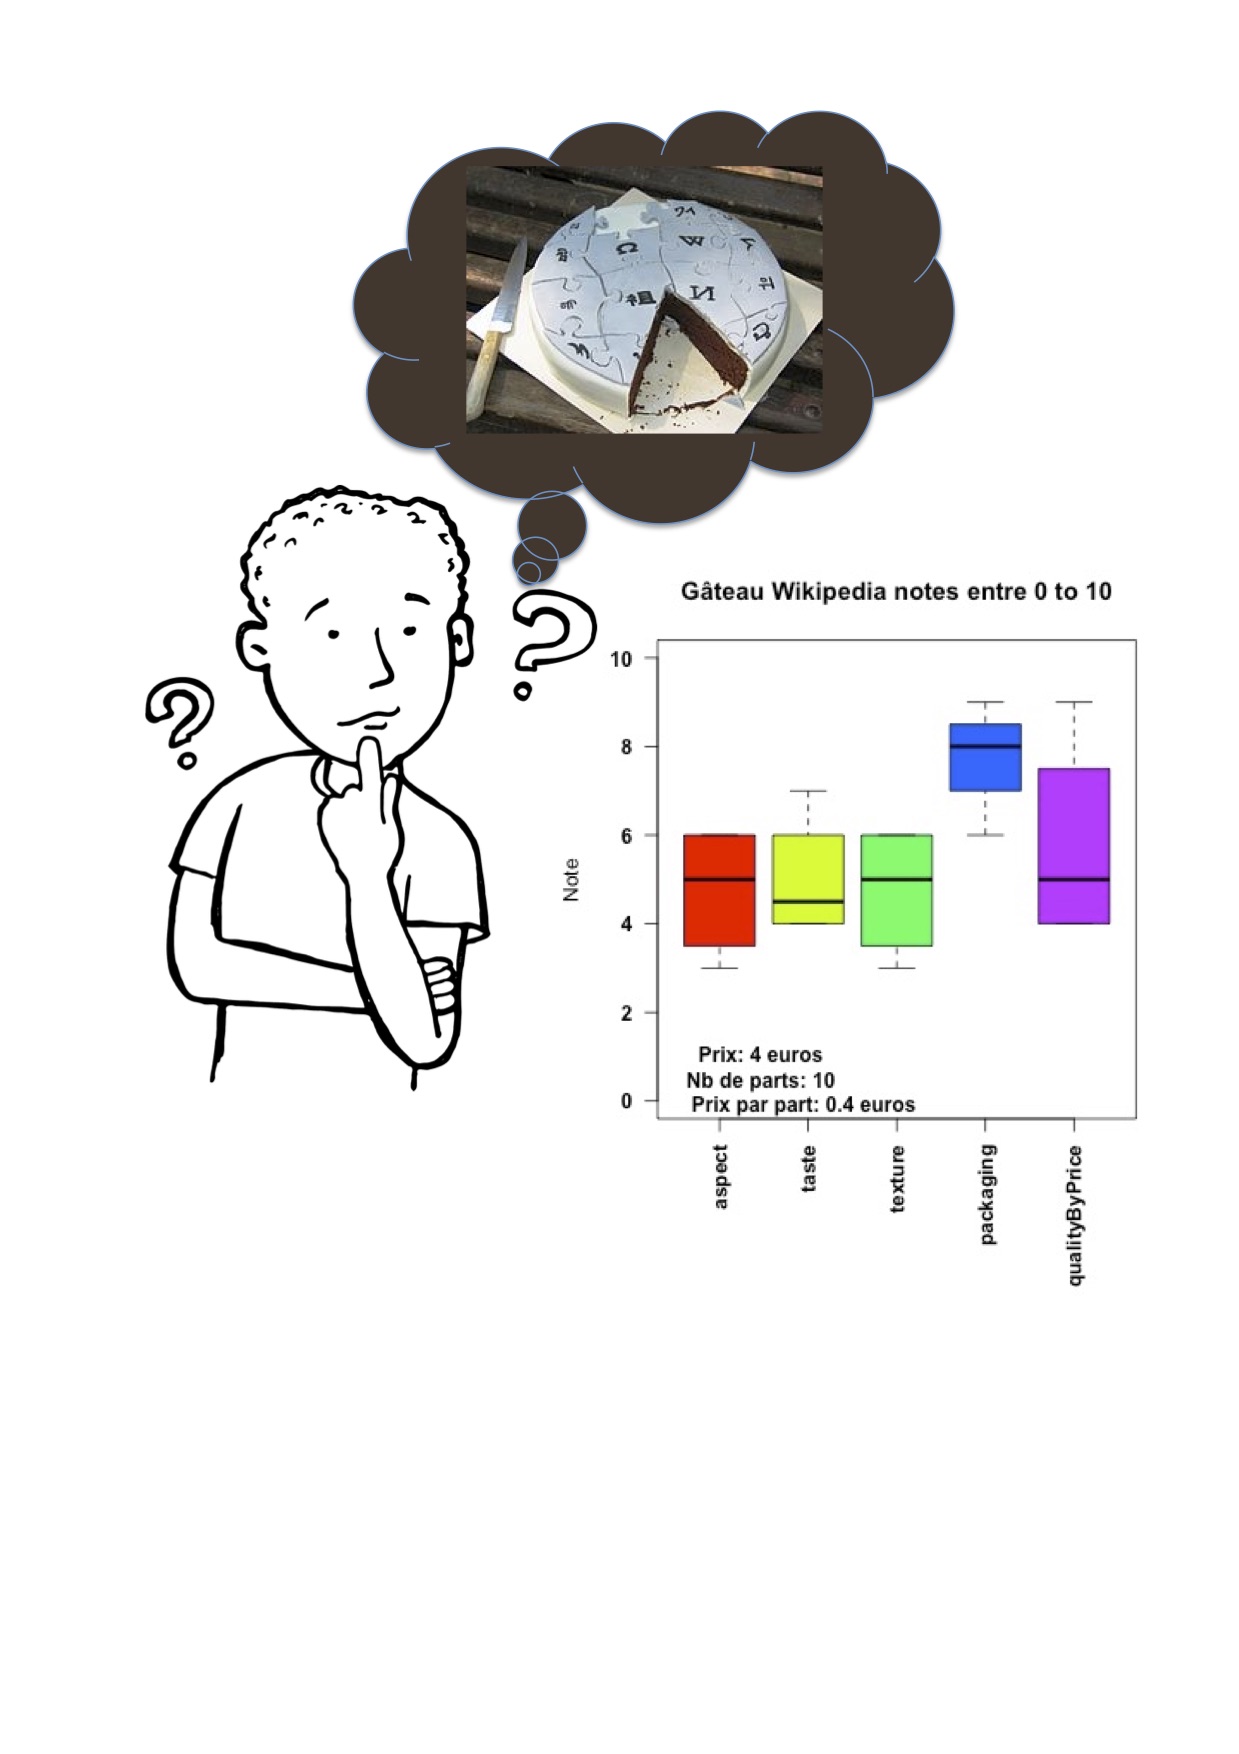 Ω
W
И
?
?
Gâteau Wikipedia notes entre 0 to 10
10
8
6
4
2
0
Note
Prix: 4 euros
Nb de parts: 10
Prix par part: 0.4 euros
aspect
taste
texture
packaging
qualityByPrice